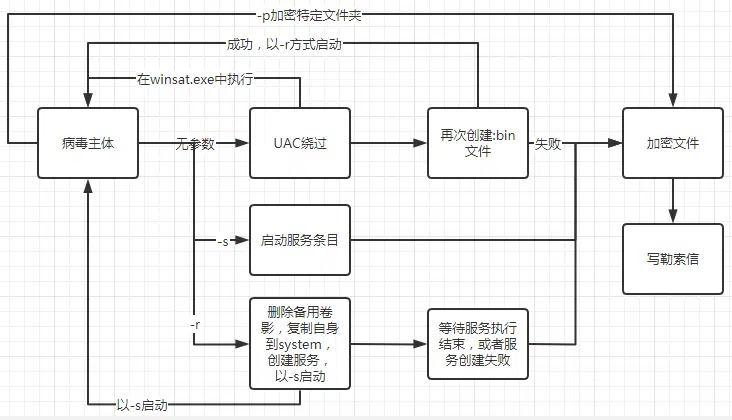 -p加密特定文件夹
成功，以-r方式启动
在winsat.exe中执行
病毒主体
无参数
UAC绕过
再次创建:bin
文件
失败
加密文件
-s
启动服务条目
写勒索信
-r
删除备用卷
影，复制自身
到system，
创建服务，
以-s启动
等待服务执行
结束，或者服
务创建失败
以-s启动